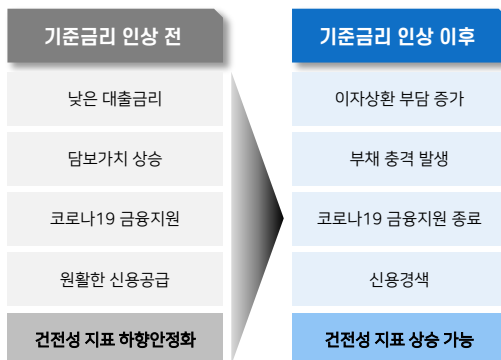 기준금리 인상 전
낮은 대출금리
담보가치 상승
코로나19 금융지원
원활한 신용공급
건전성 지표 하향안정화
기준금리 인상 이후
이자상환 부담 증가
부채 충격 발생
코로나19 금융지원 종료
신용경색
건전성 지표 상승 가능